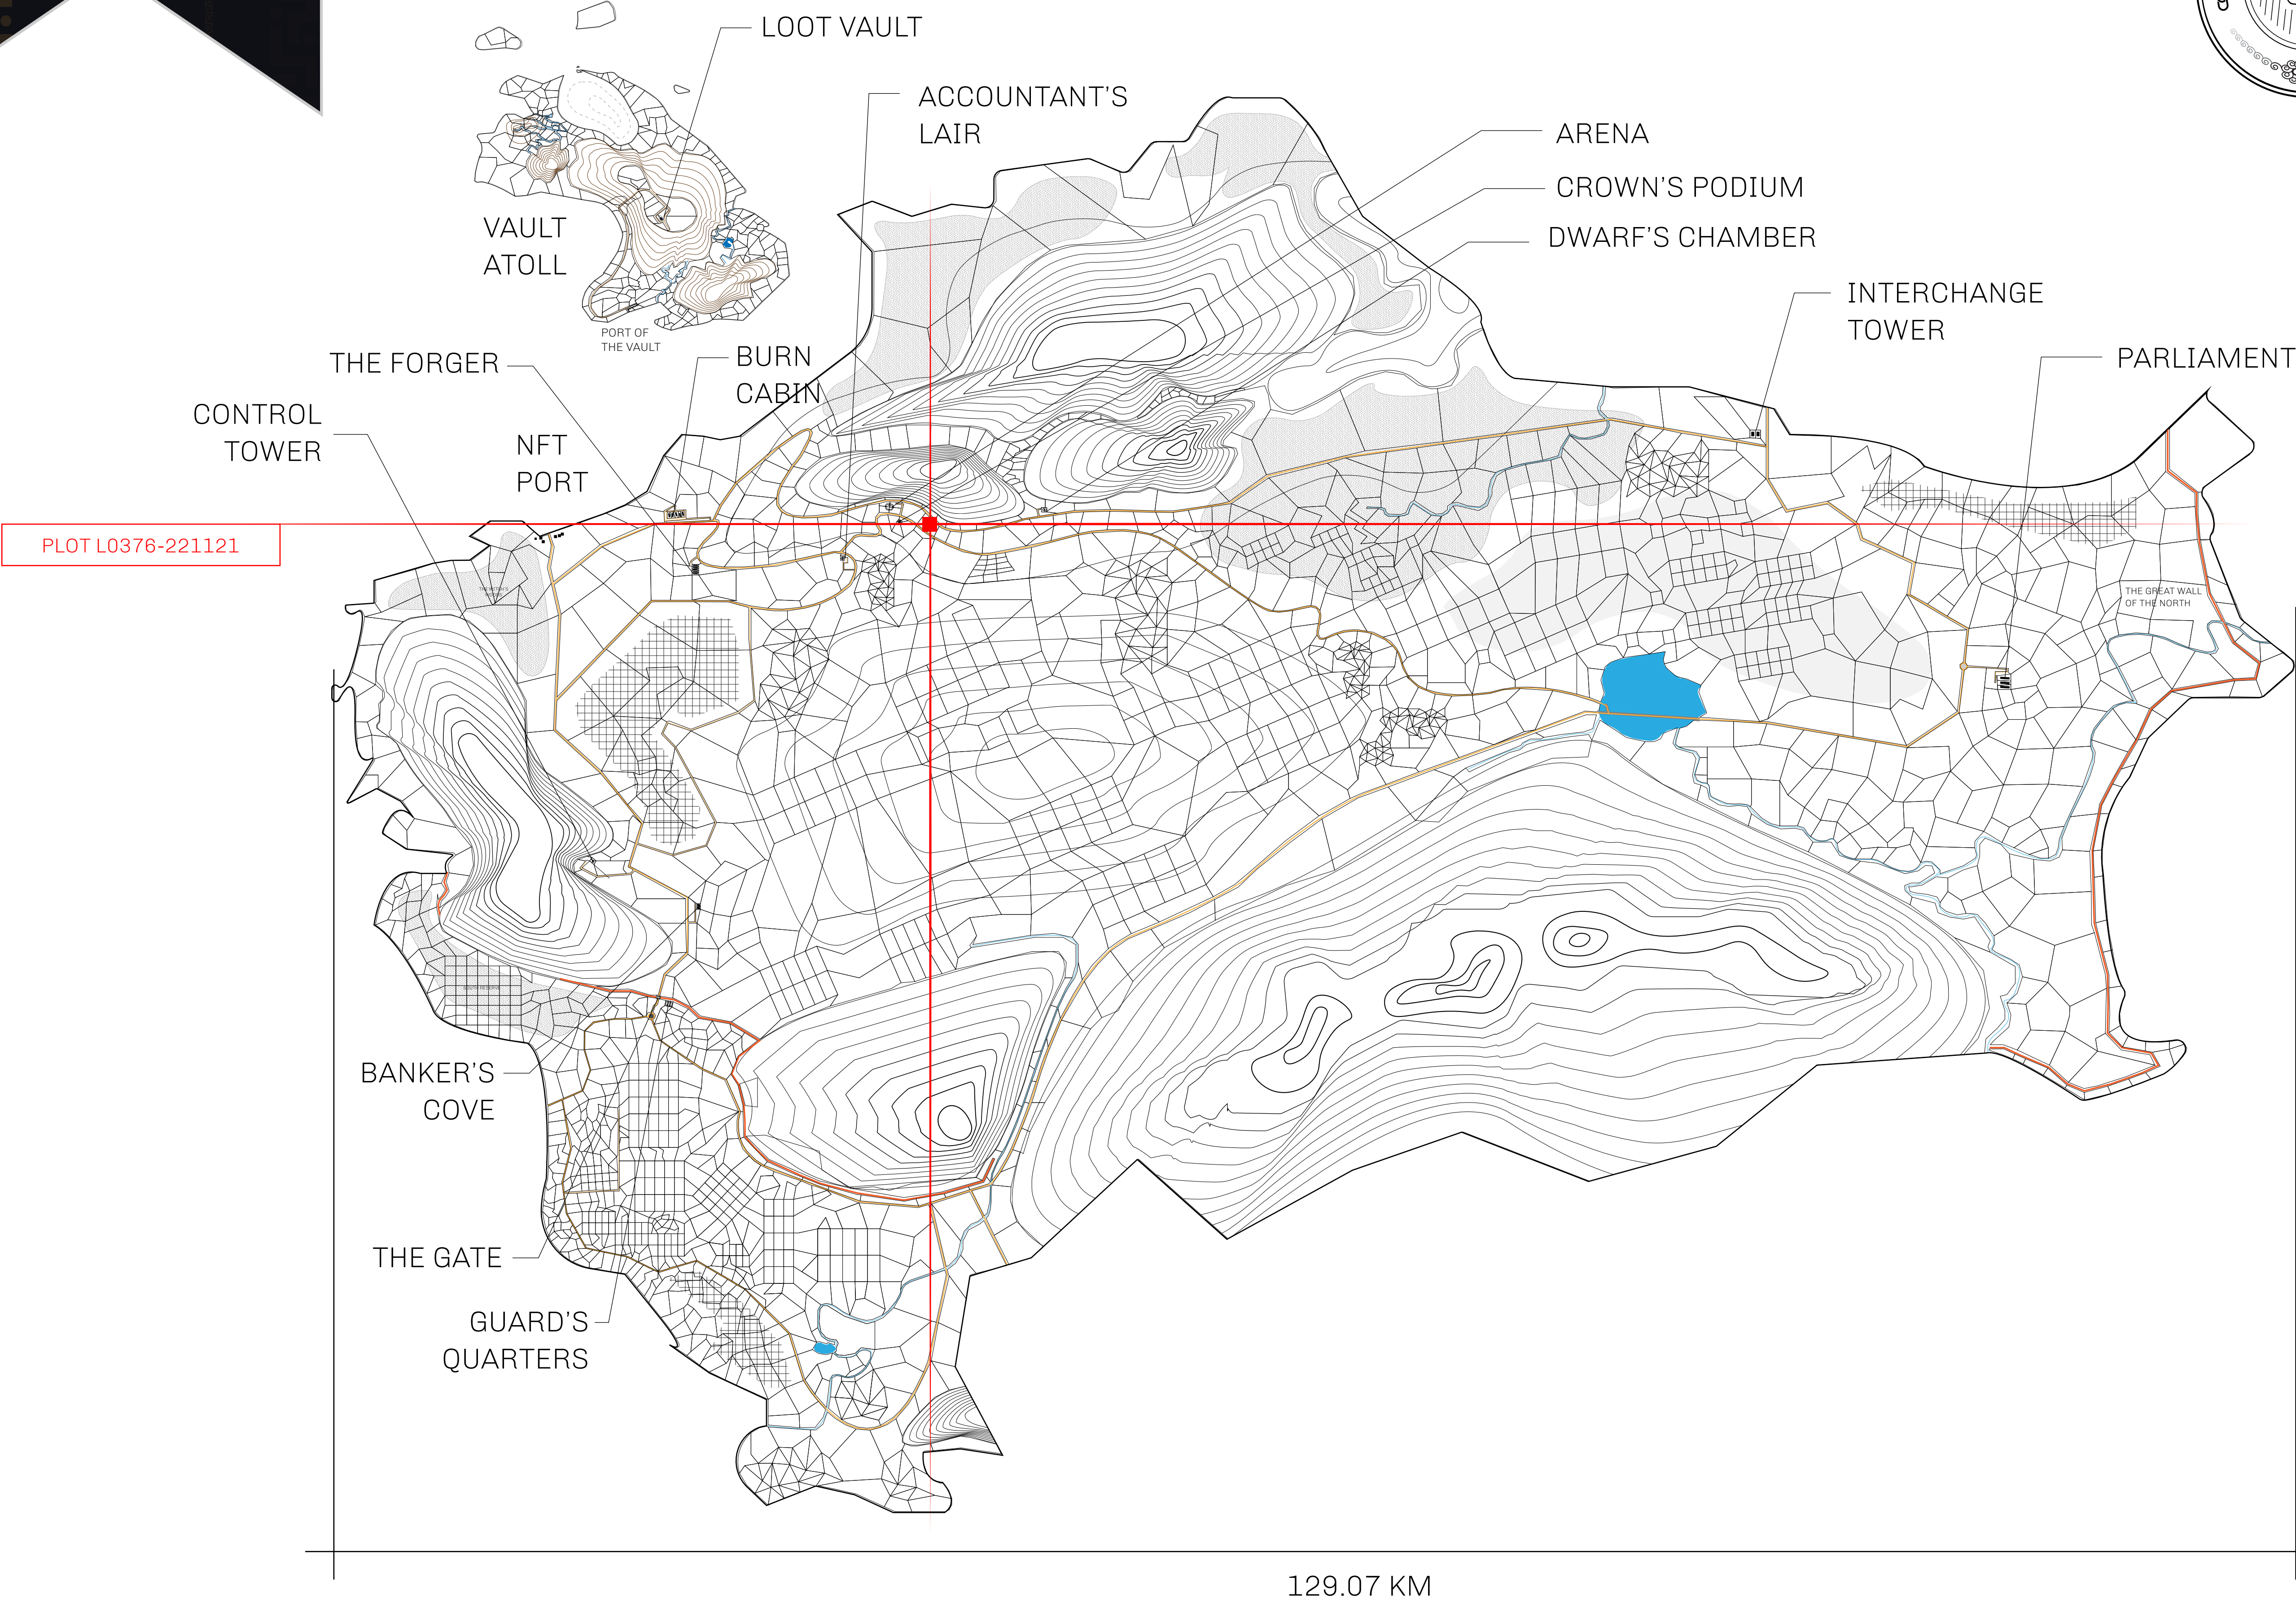 LOOT VAULT
ACCOUNTANT'S
LAIR
ARENA
CROWN'S PODIUM
DWARF'S CHAMBER
VAULT
ATOLL
INTERCHANGE
TOWER
PORT OF
THE VAULT
THE FORGER
BURN
CABIN
PARLIAMENT
CONTROL
TOWER
NFT
PORT
PLOT L0376-221121
THE GREAT WALL
OF THE NORTH
SOUTH RESERVE
BANKER'S
COVE
THE GATE
GUARD'S
QUARTERS
129.07 KM